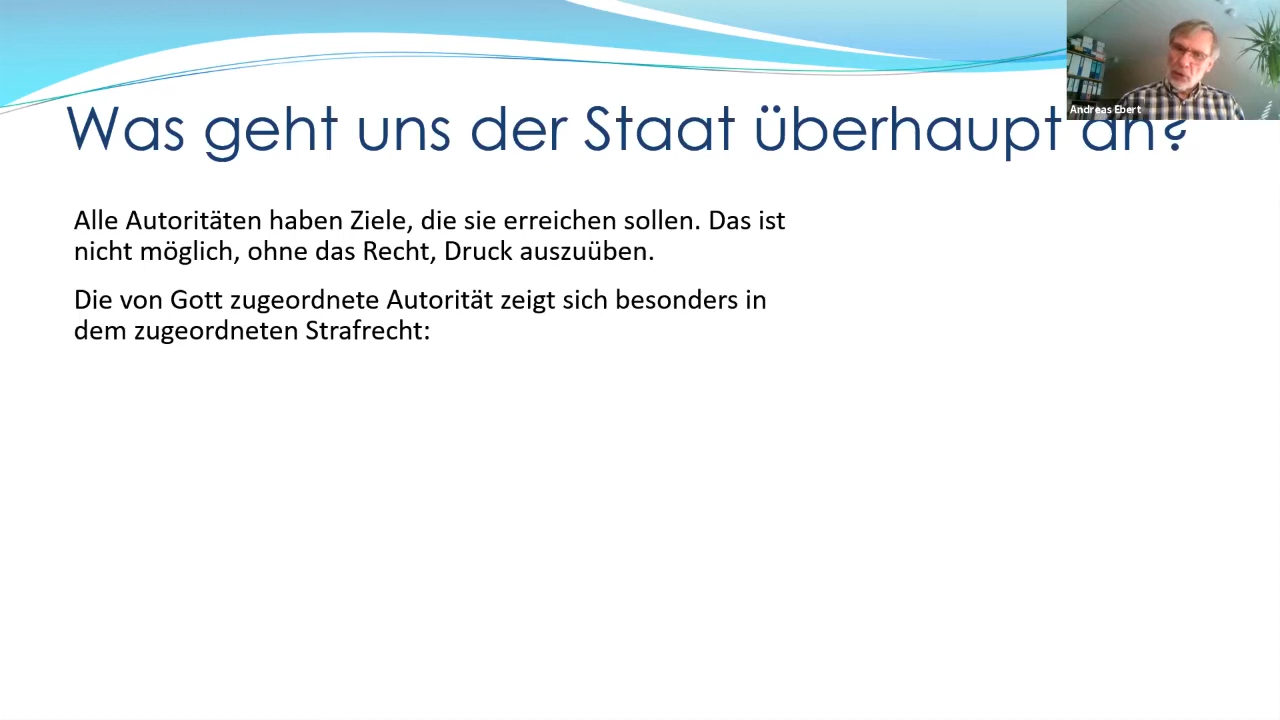 Andreas Ebert
Was geht uns der Staat überhaupt an?
Alle Autoritäten haben Ziele, die sie erreichen sollen. Das ist
nicht möglich, ohne das Recht, Druck auszuüben.
Die von Gott zugeordnete Autorität zeigt sich besonders in
dem zugeordneten Strafrecht: